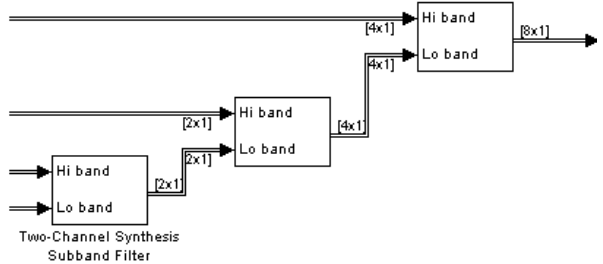 Hi band
[8x1]
[4x1]
Lo band
4x1]
Hi band
[2x1]
[4x1]
Lo band
2x1]
Hi band
[2x1]
Lo band
Two-Channel Synthesis
Subband Filter